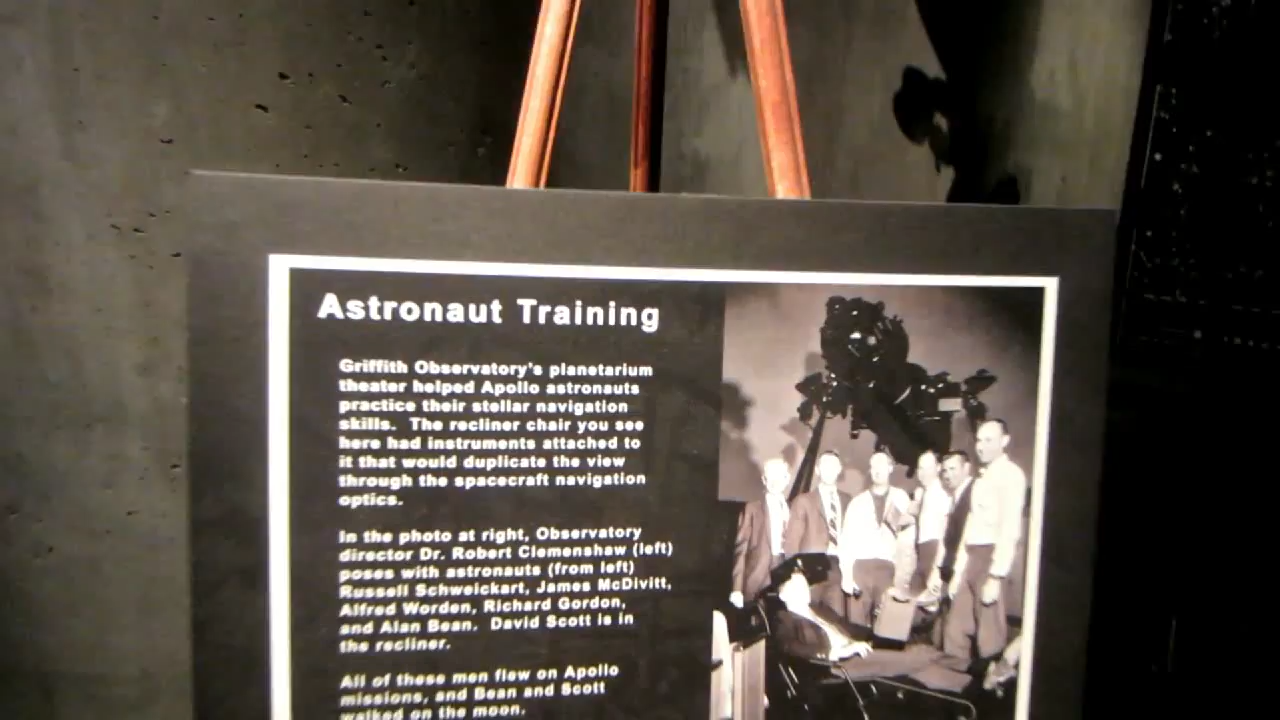 Astronaut Training
Griffith Observatory's planetarium
theater helped Apollo astronauts
practice their stellar navigation
skills. The recliner chair you see
here had instruments attached to
it that would duplicate the view
through the spacecraft navigation
optics.
In the photo at right, Observatory
director Dr. Robert Clemenshaw (left)
poses with astronauts (from left)
Russell Schweickart, James McDivitt,
Alfred Worden, Richard Gordon,
and Alan Bean. David Scott is in
the recliner.
All of these men flew on Apollo
missions, and Bean and Scott
walked on the moon.